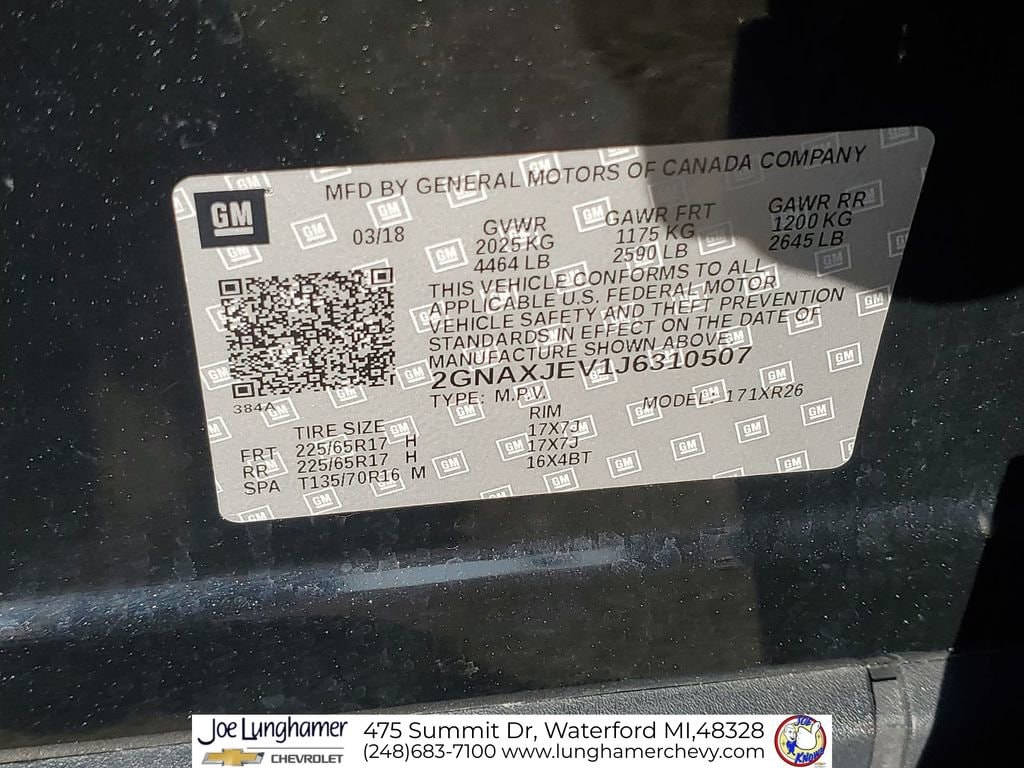 MFD BY GENERAL MOTORS OF CANADA COMPANY
GM
03/18
GVWR
2025 KG
4464 LB
GAWR FRT
1175 KG
2590 LB
GAWR RR
1200 KG
2645 LB
THIS VEHICLE CONFORMS TO ALL
APPLICABLE U.S. FEDERAL MOTOR
VEHICLE SAFETY AND THEFT PREVENTION
STANDARDS IN EFFECT ON THE DATE OF
MANUFACTURE SHOWN ABOVE.
2GNAXJEV1J6310507
TYPE: M.P.V.
MODEL: 171XR26
384A
TIRE SIZE
RIM
FRT 225/65R17 H 17X7J
RR 225/65R17 H 17X7J
SPA T135/70R16 M 16X4BT
Joe Lunghamer
CHEVROLET
475 Summit Dr, Waterford MI,48328
(248)683-7100 www.lunghamerchevy.com
JOE
KNOWS